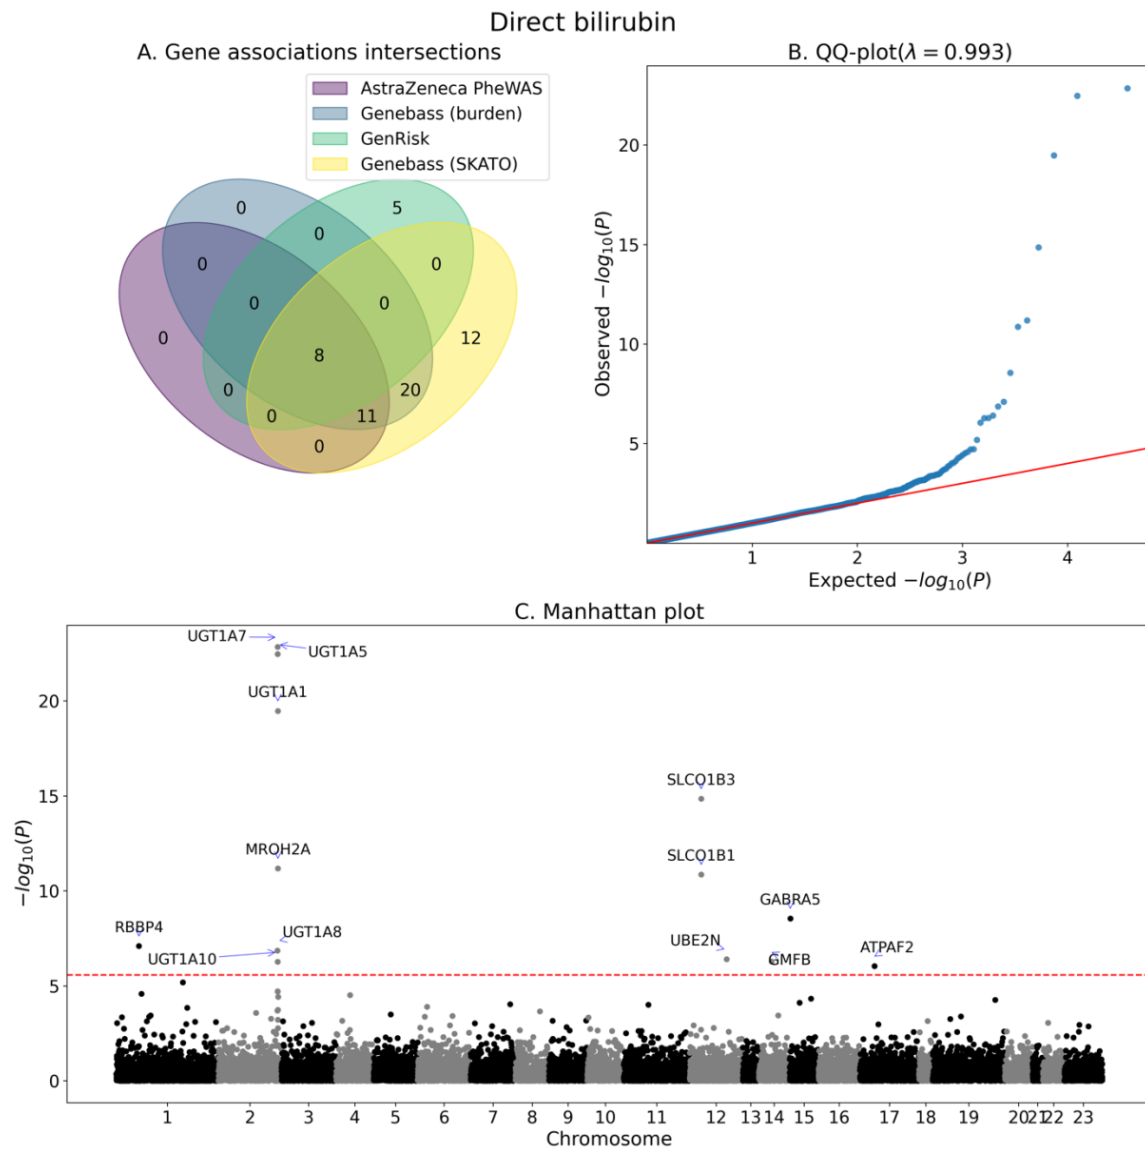 Direct bilirubin
A. Gene associations intersections
AstraZeneca PheWAS
Genebass (burden)
GenRisk
Genebass (SKATO)
0
5
0
0
0
0
0
0
12
8
0
20
0
11
0
B. QQ-plot(λ = 0.993)
Observed −log₁₀(P)
20
15
10
5
1 2 3 4
Expected −log₁₀(P)
C. Manhattan plot
−log₁₀(P)
20
15
10
5
0
UGT1A7
UGT1A5
UGT1A1
SLCO1B3
MROH2A
SLCO1B1
GABRA5
RBBP4
UGT1A8
UGT1A10
UBE2N
GMFB
ATPAF2
1 2 3 4 5 6 7 8 9 10 11 12 13 14 15 16 17 18 19 20 21 22 23
Chromosome